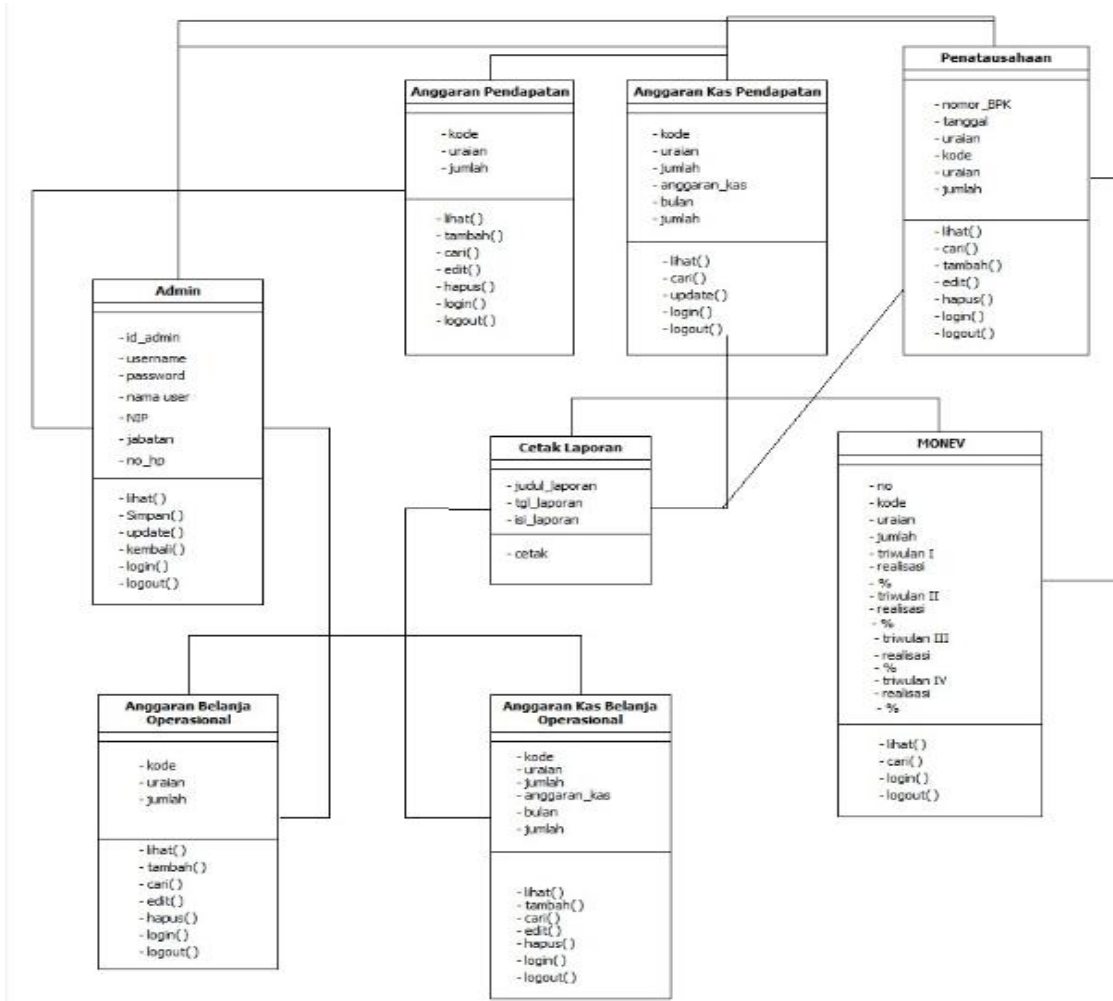 Penatausahaan
- nomor_BPK
- tanggal
- uraian
- kode
- uraian
- jumlah
- lihat()
- cari()
- tambah()
- edit()
- hapus()
- login()
- logout()
Anggaran Pendapatan
- kode
- uraian
- jumlah
- lihat()
- tambah()
- cari()
- edit()
- hapus()
- login()
- logout()
Anggaran Kas Pendapatan
- kode
- uraian
- jumlah
- anggaran_kas
- bulan
- jumlah
- lihat()
- cari()
- update()
- login()
- logout()
Admin
- id_admin
- username
- password
- nama user
- NIP
- jabatan
- no_hp
- lihat()
- Simpan()
- update()
- kembali()
- login()
- logout()
Cetak Laporan
- judul_laporan
- tgl_laporan
- isi_laporan
- cetak
MONEV
- no
- kode
- uraian
- jumlah
- triwulan I
- realisasi
- %
- triwulan II
- realisasi
- %
- triwulan III
- realisasi
- %
- triwulan IV
- realisasi
- %
- lihat()
- cari()
- login()
- logout()
Anggaran Belanja
Operasional
- kode
- uraian
- jumlah
- lihat()
- tambah()
- cari()
- edit()
- hapus()
- login()
- logout()
Anggaran Kas Belanja
Operasional
- kode
- uraian
- jumlah
- anggaran_kas
- bulan
- jumlah
- lihat()
- tambah()
- cari()
- edit()
- hapus()
- login()
- logout()